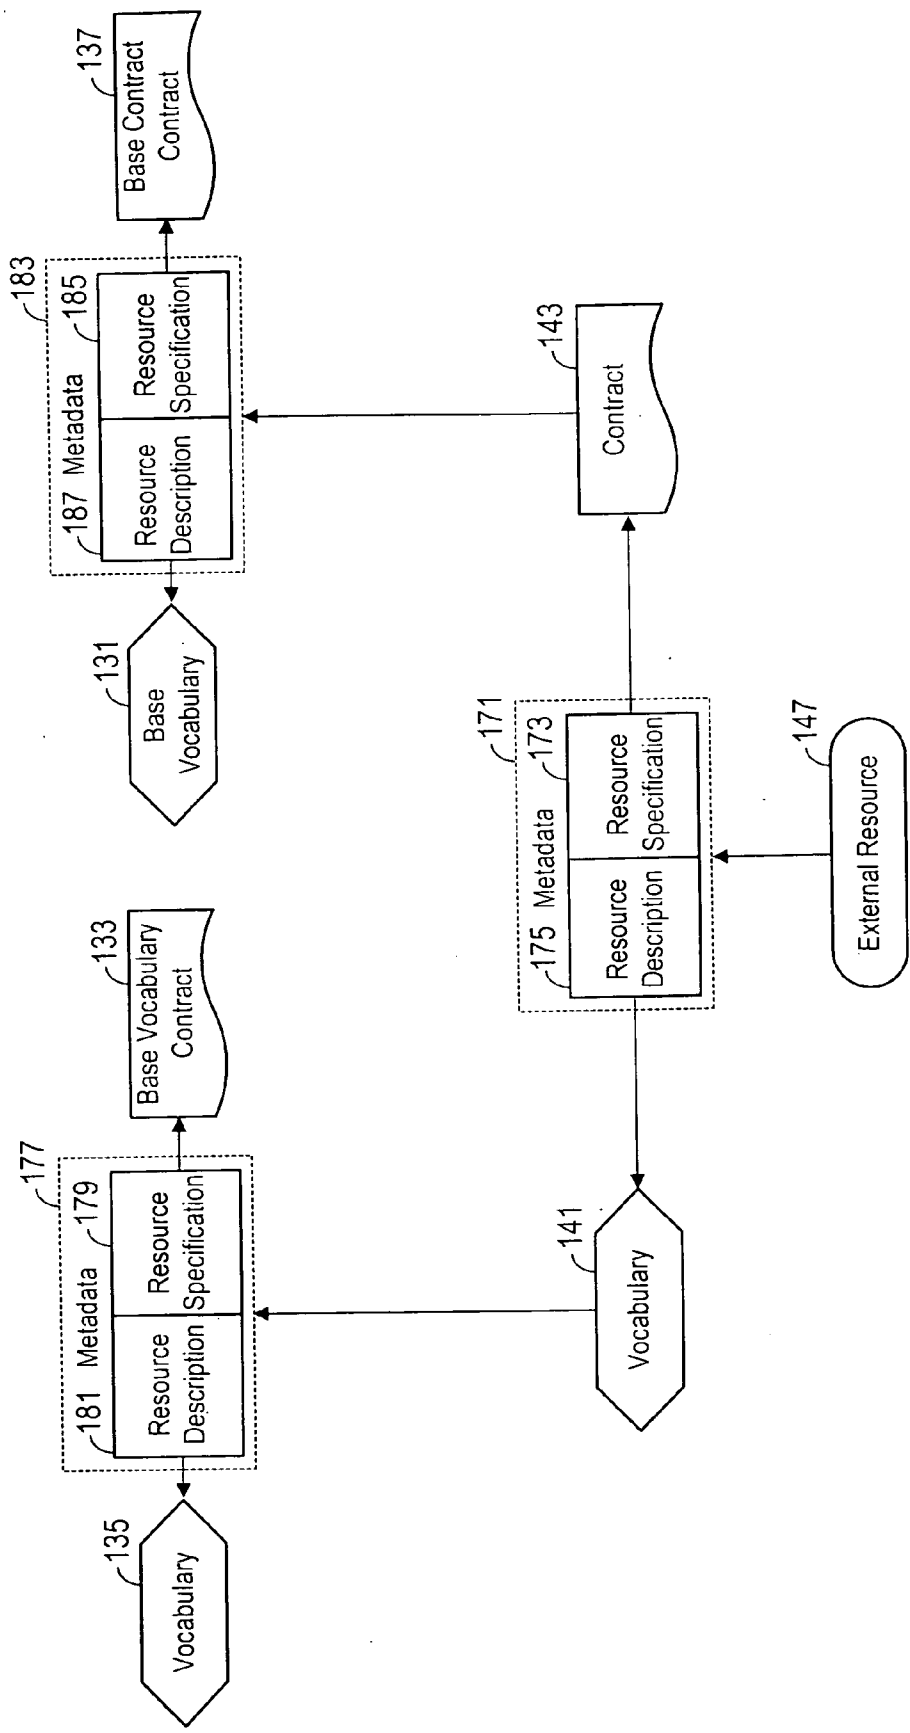 177
183
181 Metadata 179
187 Metadata 185
135
133
131
137
Vocabulary
Resource
Description
Resource
Specification
Base Vocabulary
Contract
Base
Vocabulary
Resource
Description
Resource
Specification
Base Contract
Contract
171
141
175 Metadata 173
143
Vocabulary
Resource
Description
Resource
Specification
Contract
147
External Resource